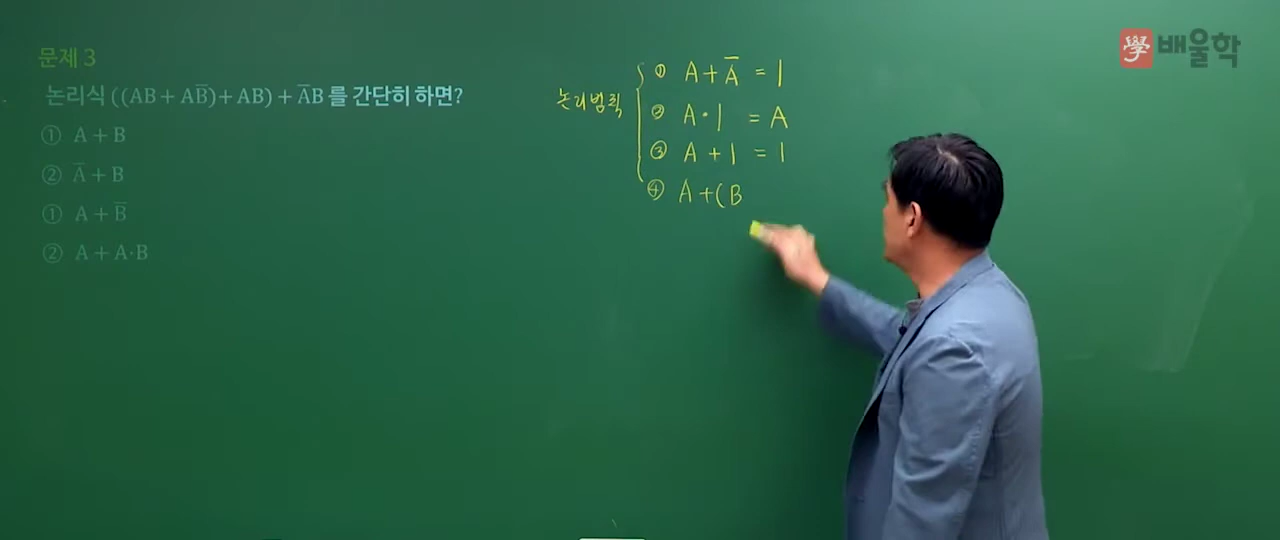 문제 3
논리식 ((AB + AB̅) + AB) + A̅B 를 간단히 하면?
① A + B
② A̅ + B
① A + B̅
② A + A·B
논리법칙
① A + A̅ = 1
② A · 1 = A
③ A + 1 = 1
④ A + (B
學 배울학